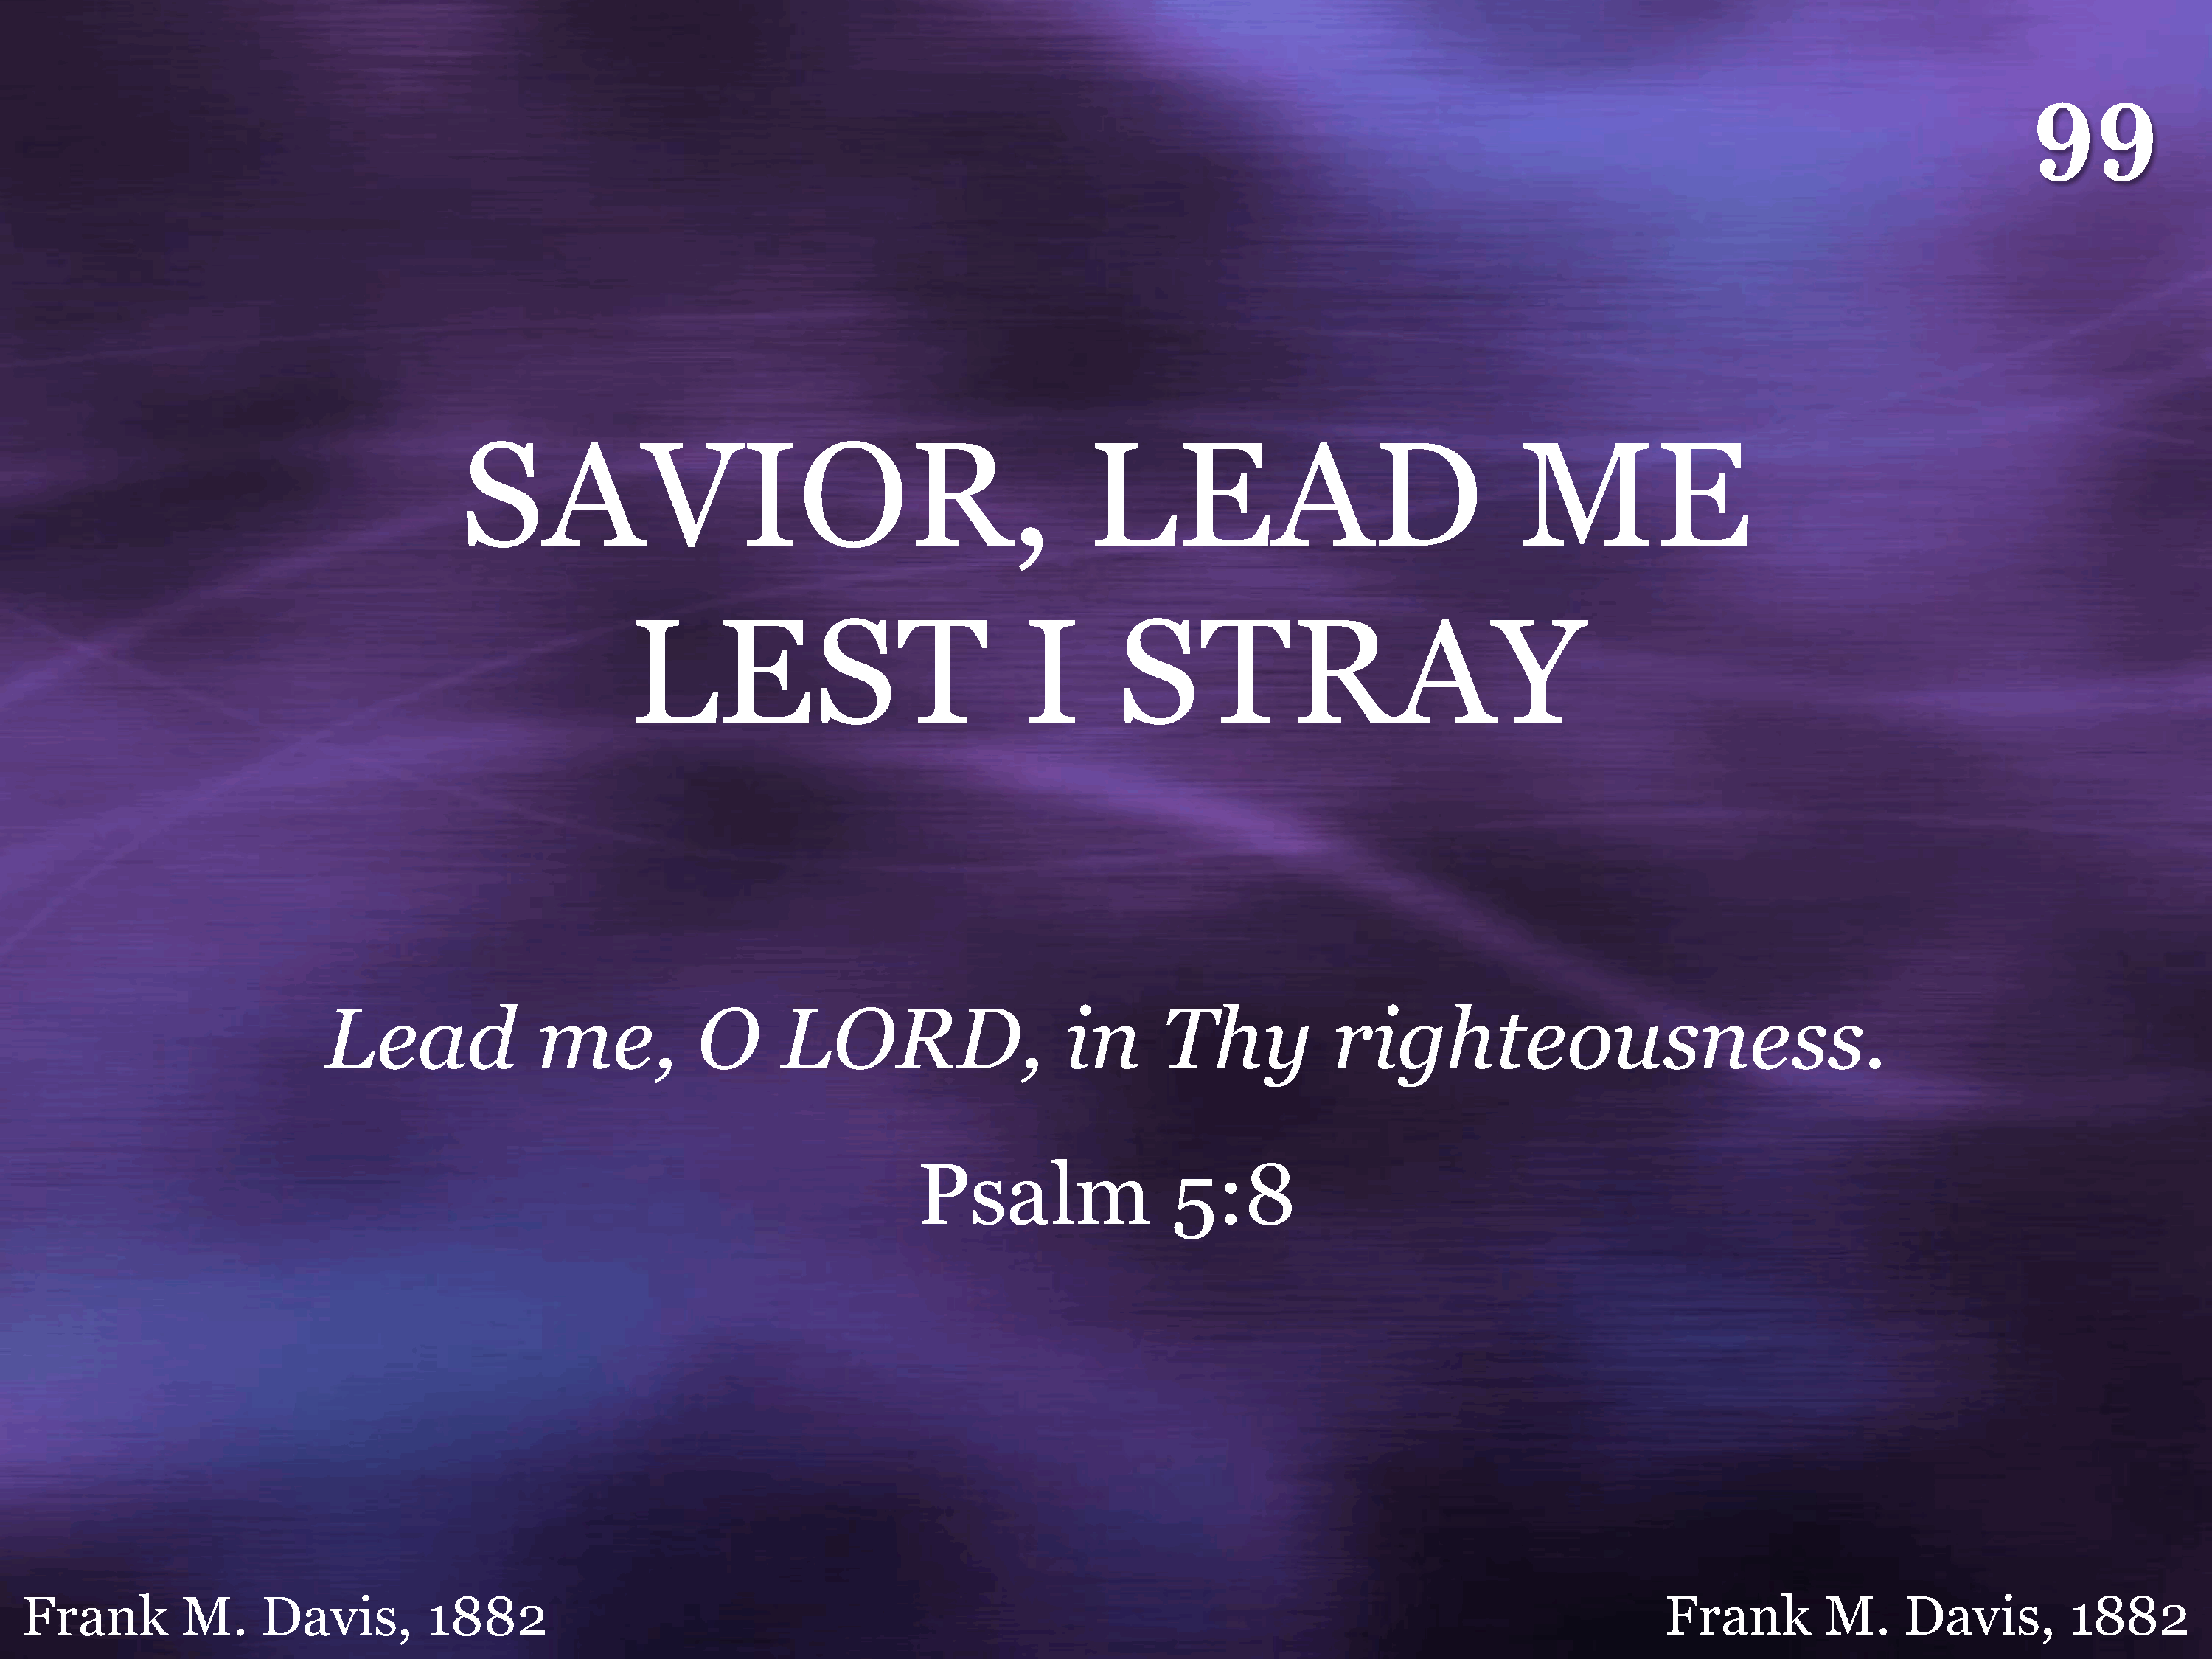 99
SAVIOR, LEAD ME
LEST I STRAY
Lead me, O LORD, in Thy righteousness.
Psalm 5:8
Frank M. Davis, 1882
Frank M. Davis, 1882